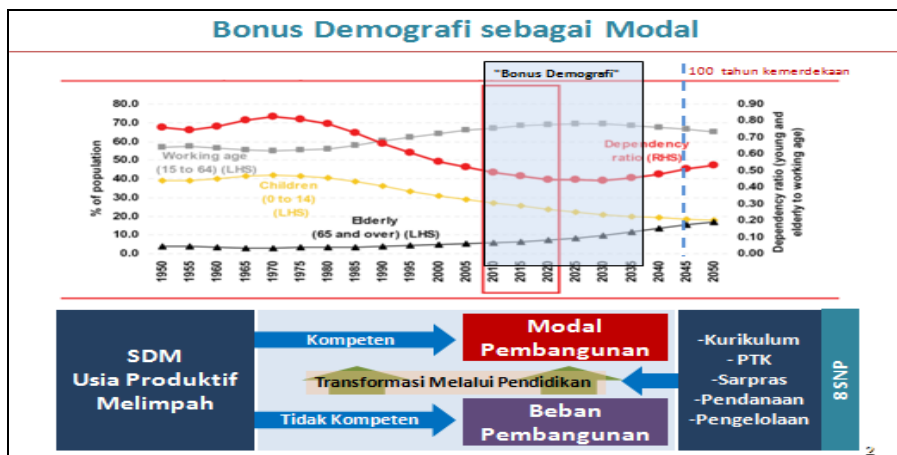 Bonus Demografi sebagai Modal
"Bonus Demografi"
100 tahun kemerdekaan
80.0
70.0
60.0
50.0
40.0
30.0
20.0
10.0
0.0
% of population
Working age
(15 to 64) (LHS)
Children
(0 to 14)
(LHS)
Elderly
(65 and over) (LHS)
Dependency
ratio (RHS)
0.90
0.80
0.70
0.60
0.50
0.40
0.30
0.20
0.10
0.00
Dependency ratio (young and
elderly to working age)
1950
1955
1960
1965
1970
1975
1980
1985
1990
1995
2000
2005
2010
2015
2020
2025
2030
2035
2040
2045
2050
SDM
Usia Produktif
Melimpah
Kompeten
Modal
Pembangunan
Transformasi Melalui Pendidikan
Tidak Kompeten
Beban
Pembangunan
-Kurikulum
- PTK
-Sarpras
-Pendanaan
-Pengelolaan
8SNP
2